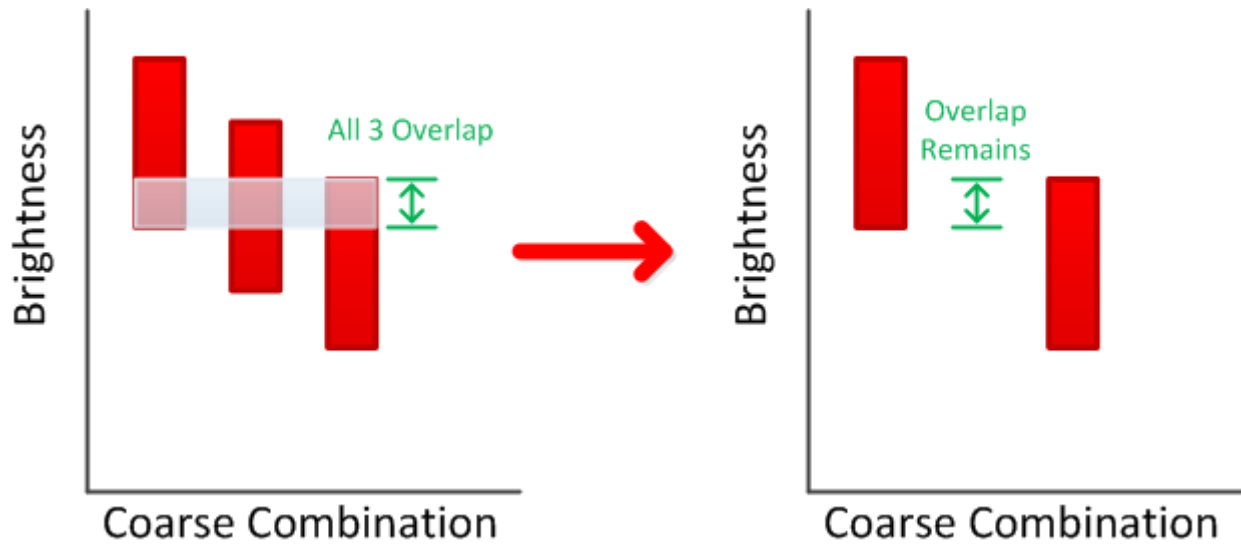 Brightness
All 3 Overlap
Coarse Combination
Brightness
Overlap
Remains
Coarse Combination